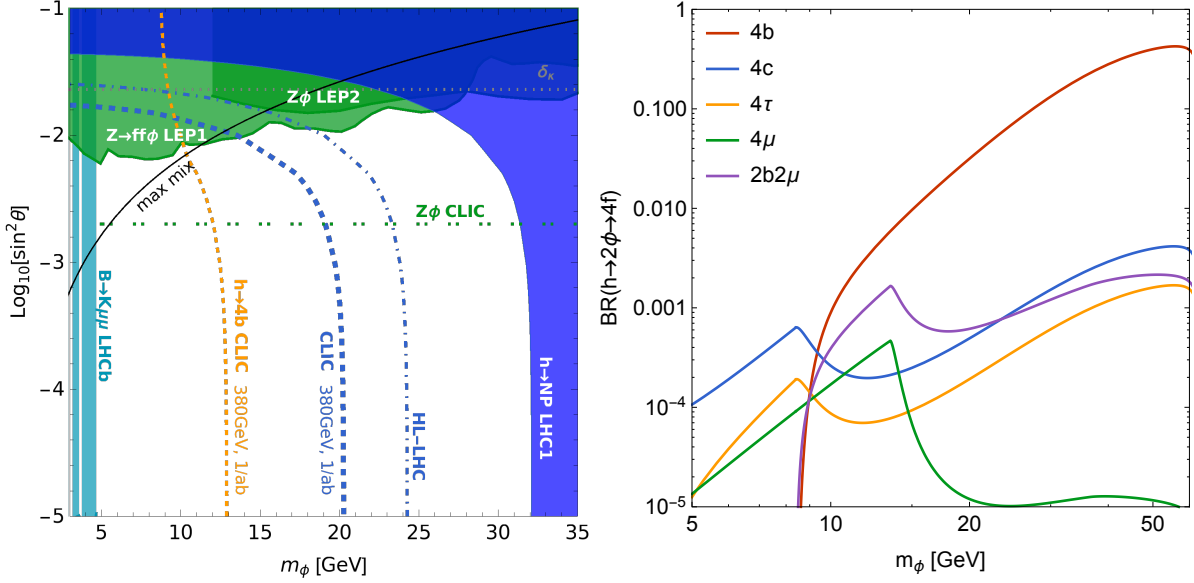 −1
−2
−3
−4
−5
Log₁₀[sin²θ]
5
10
15
20
25
30
35
mϕ [GeV]
δκ
Zϕ LEP2
Z→ffϕ LEP1
max mix
Zϕ CLIC
B→Kμμ LHCb
h→4b CLIC 380GeV, 1/ab
CLIC 380GeV, 1/ab
HL−LHC
h→NP LHC1
1
0.100
0.010
0.001
10⁻⁴
10⁻⁵
BR(h→2ϕ→4f)
4b
4c
4τ
4μ
2b2μ
5
10
20
50
mϕ [GeV]